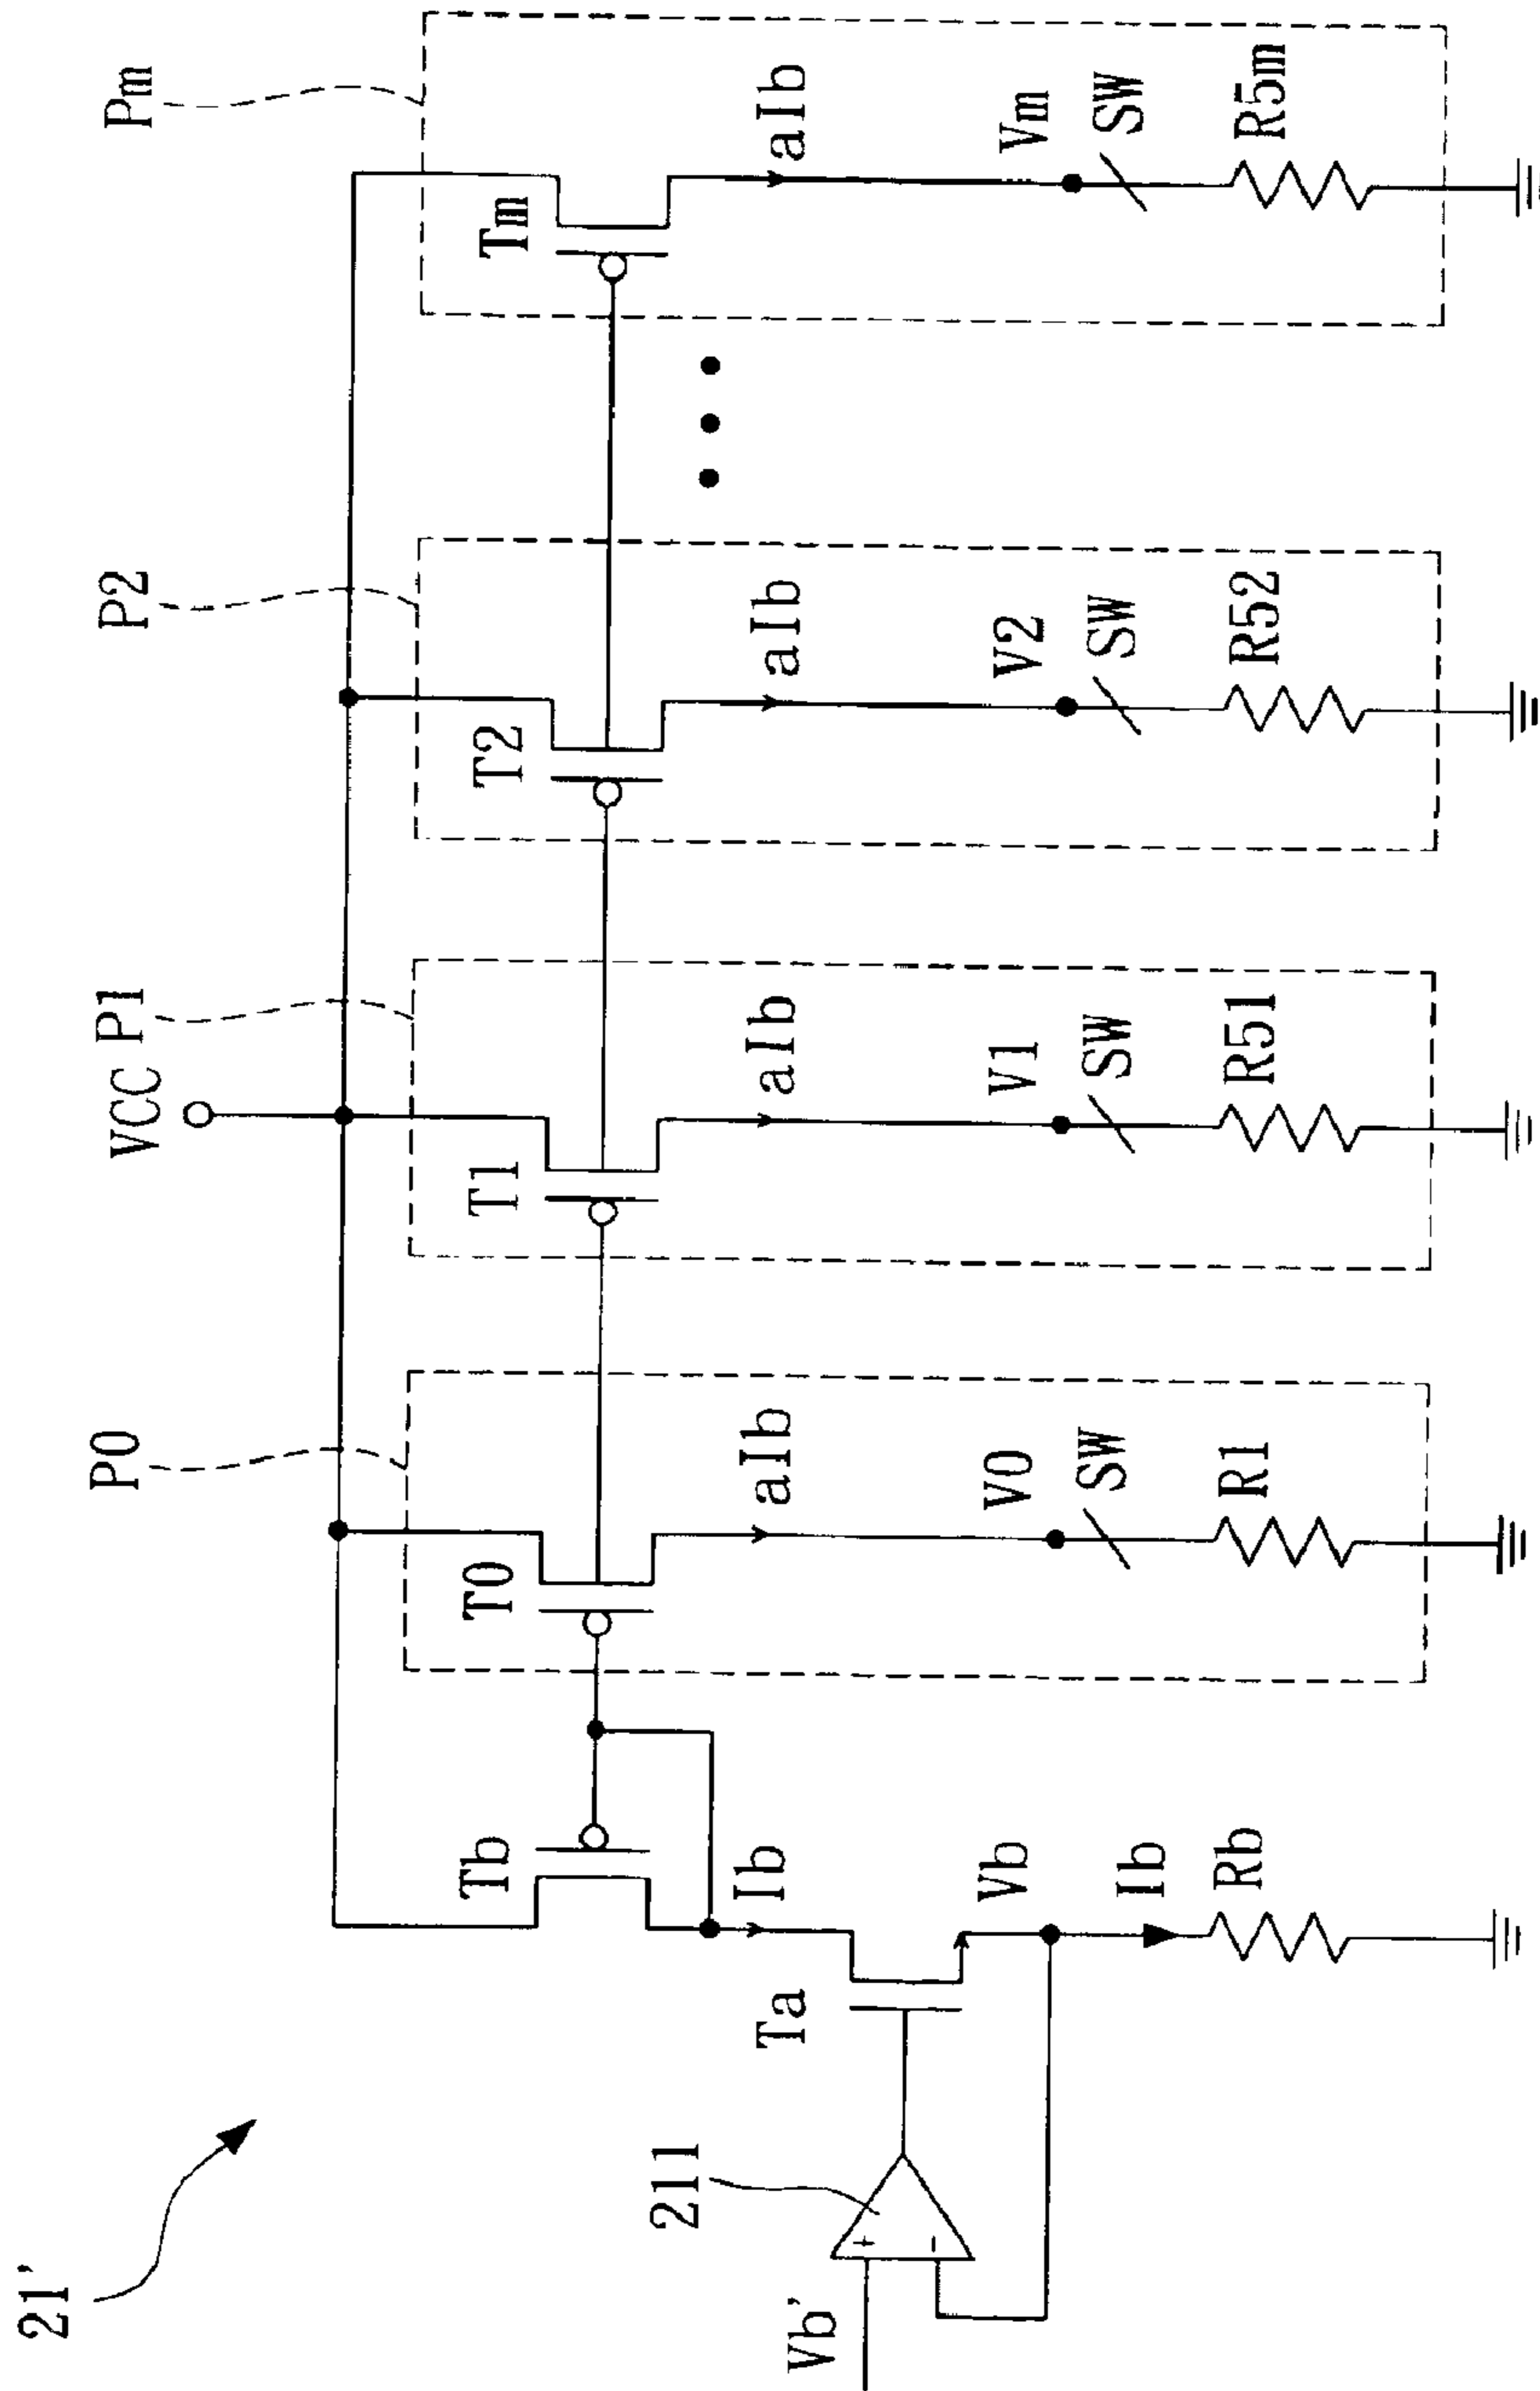 21'
VCC
P0
P1
P2
Pm
Tb
T0
T1
T2
Tm
Ib
aIb
aIb
aIb
aIb
211
Ta
Vb'
+
-
Vb
V0
V1
V2
Vm
Ib
SW
SW
SW
SW
Rb
R1
R51
R52
R5m